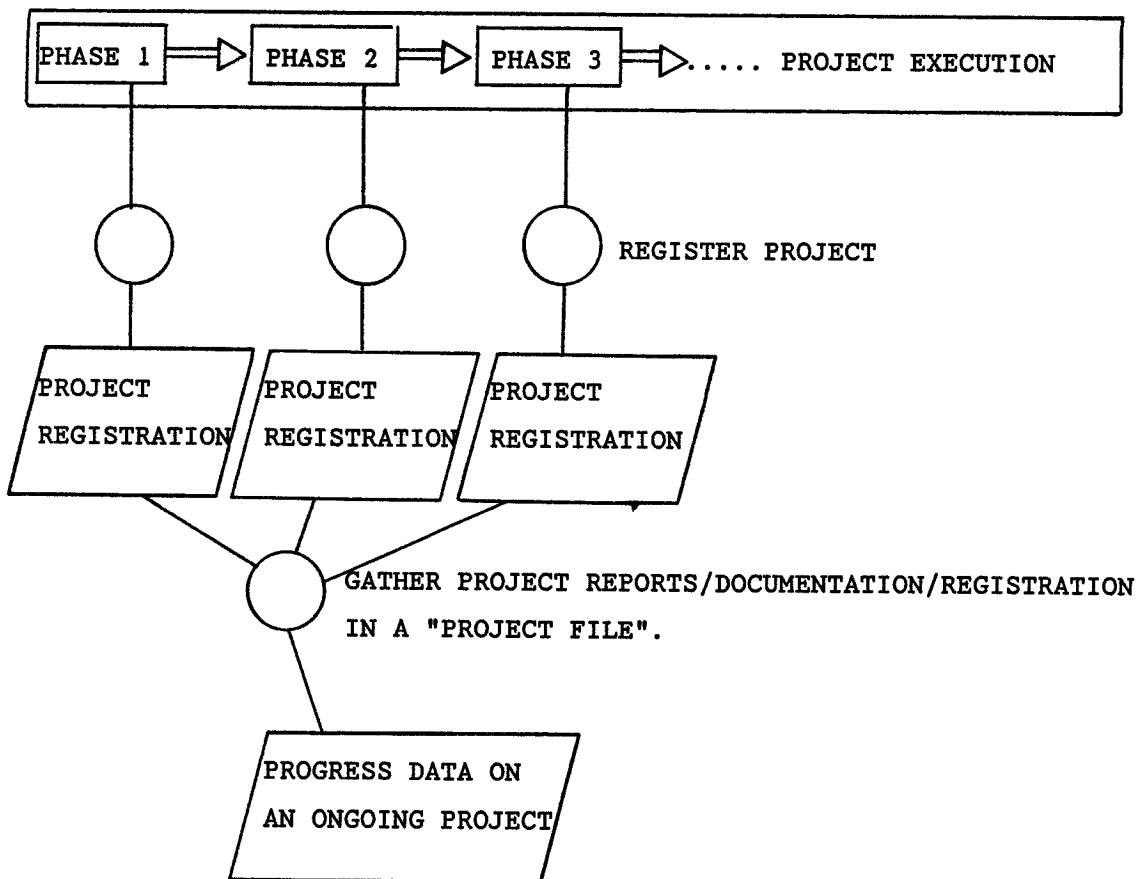 PHASE 1 PHASE 2 PHASE 3 ..... PROJECT EXECUTION
REGISTER PROJECT
PROJECT
REGISTRATION
PROJECT
REGISTRATION
PROJECT
REGISTRATION
GATHER PROJECT REPORTS/DOCUMENTATION/REGISTRATION
IN A "PROJECT FILE".
PROGRESS DATA ON
AN ONGOING PROJECT